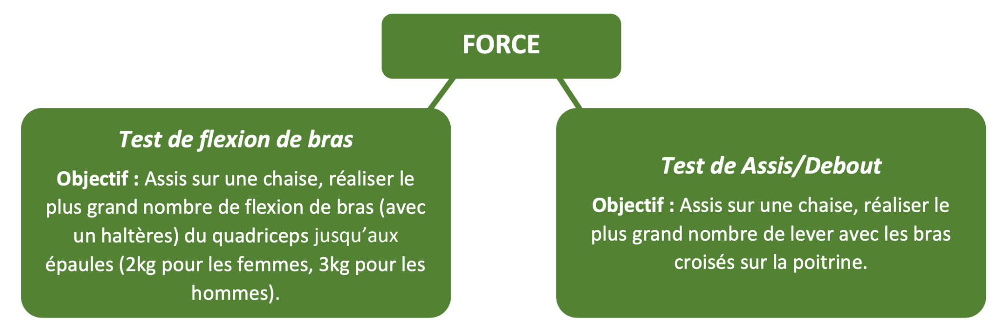 FORCE
Test de flexion de bras
Objectif : Assis sur une chaise, réaliser le
plus grand nombre de flexion de bras (avec
un haltères) du quadriceps jusqu’aux
épaules (2kg pour les femmes, 3kg pour les
hommes).
Test de Assis/Debout
Objectif : Assis sur une chaise, réaliser le
plus grand nombre de lever avec les bras
croisés sur la poitrine.